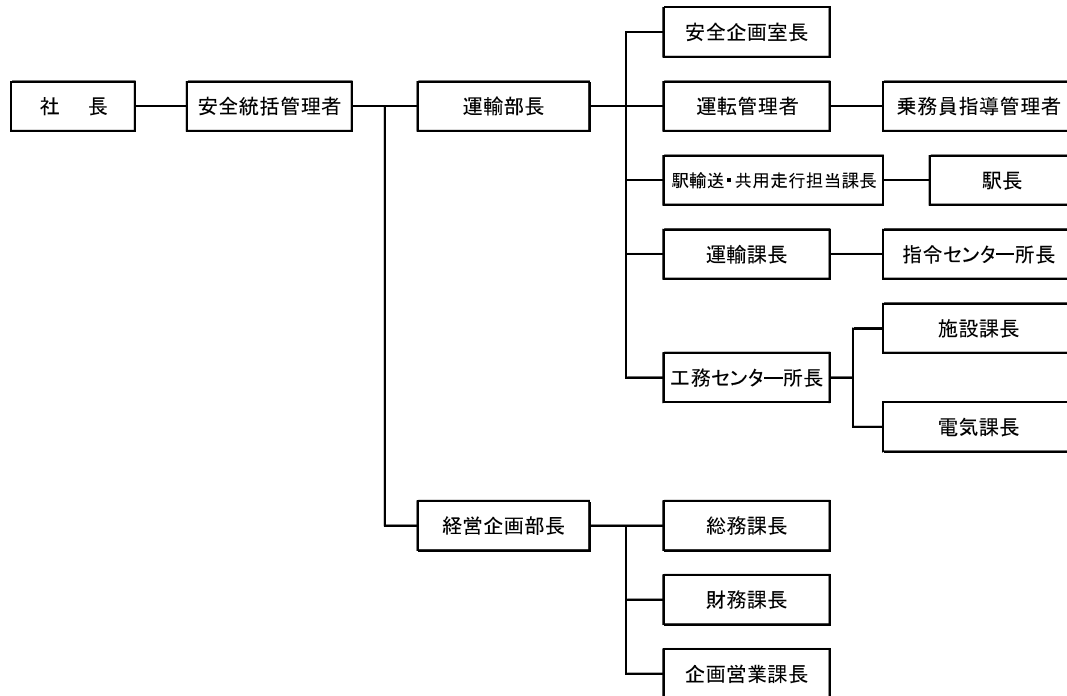 安全企画室長
社　長
安全統括管理者
運輸部長
運転管理者
乗務員指導管理者
駅輸送・共用走行担当課長
駅長
運輸課長
指令センター所長
施設課長
工務センター所長
電気課長
経営企画部長
総務課長
財務課長
企画営業課長